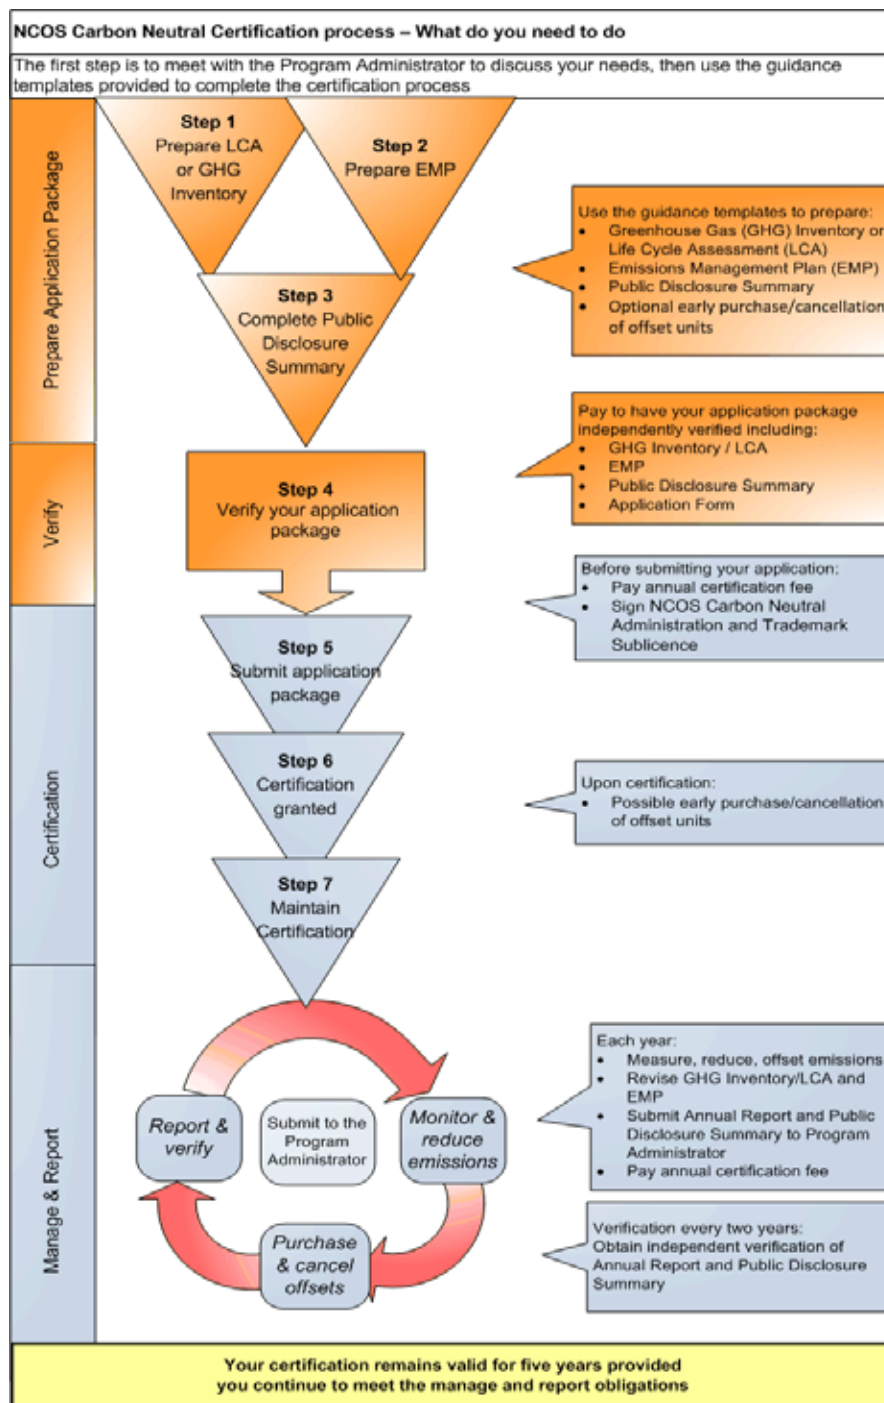 NCOS Carbon Neutral Certification process – What do you need to do
The first step is to meet with the Program Administrator to discuss your needs, then use the guidance
templates provided to complete the certification process
Prepare Application Package
Step 1
Prepare LCA
or GHG
Inventory
Step 2
Prepare EMP
Step 3
Complete Public
Disclosure
Summary
Use the guidance templates to prepare:
• Greenhouse Gas (GHG) Inventory or
Life Cycle Assessment (LCA)
• Emissions Management Plan (EMP)
• Public Disclosure Summary
• Optional early purchase/cancellation
of offset units
Verify
Step 4
Verify your application
package
Pay to have your application package
independently verified including:
• GHG Inventory / LCA
• EMP
• Public Disclosure Summary
• Application Form
Certification
Step 5
Submit application
package
Before submitting your application:
• Pay annual certification fee
• Sign NCOS Carbon Neutral
Administration and Trademark
Sublicence
Step 6
Certification
granted
Upon certification:
• Possible early purchase/cancellation
of offset units
Step 7
Maintain
Certification
Manage & Report
Report &
verify
Submit to the
Program
Administrator
Monitor &
reduce
emissions
Purchase
& cancel
offsets
Each year:
• Measure, reduce, offset emissions
• Revise GHG Inventory/LCA and
EMP
• Submit Annual Report and Public
Disclosure Summary to Program
Administrator
• Pay annual certification fee
Verification every two years:
Obtain independent verification of
Annual Report and Public Disclosure
Summary
Your certification remains valid for five years provided
you continue to meet the manage and report obligations